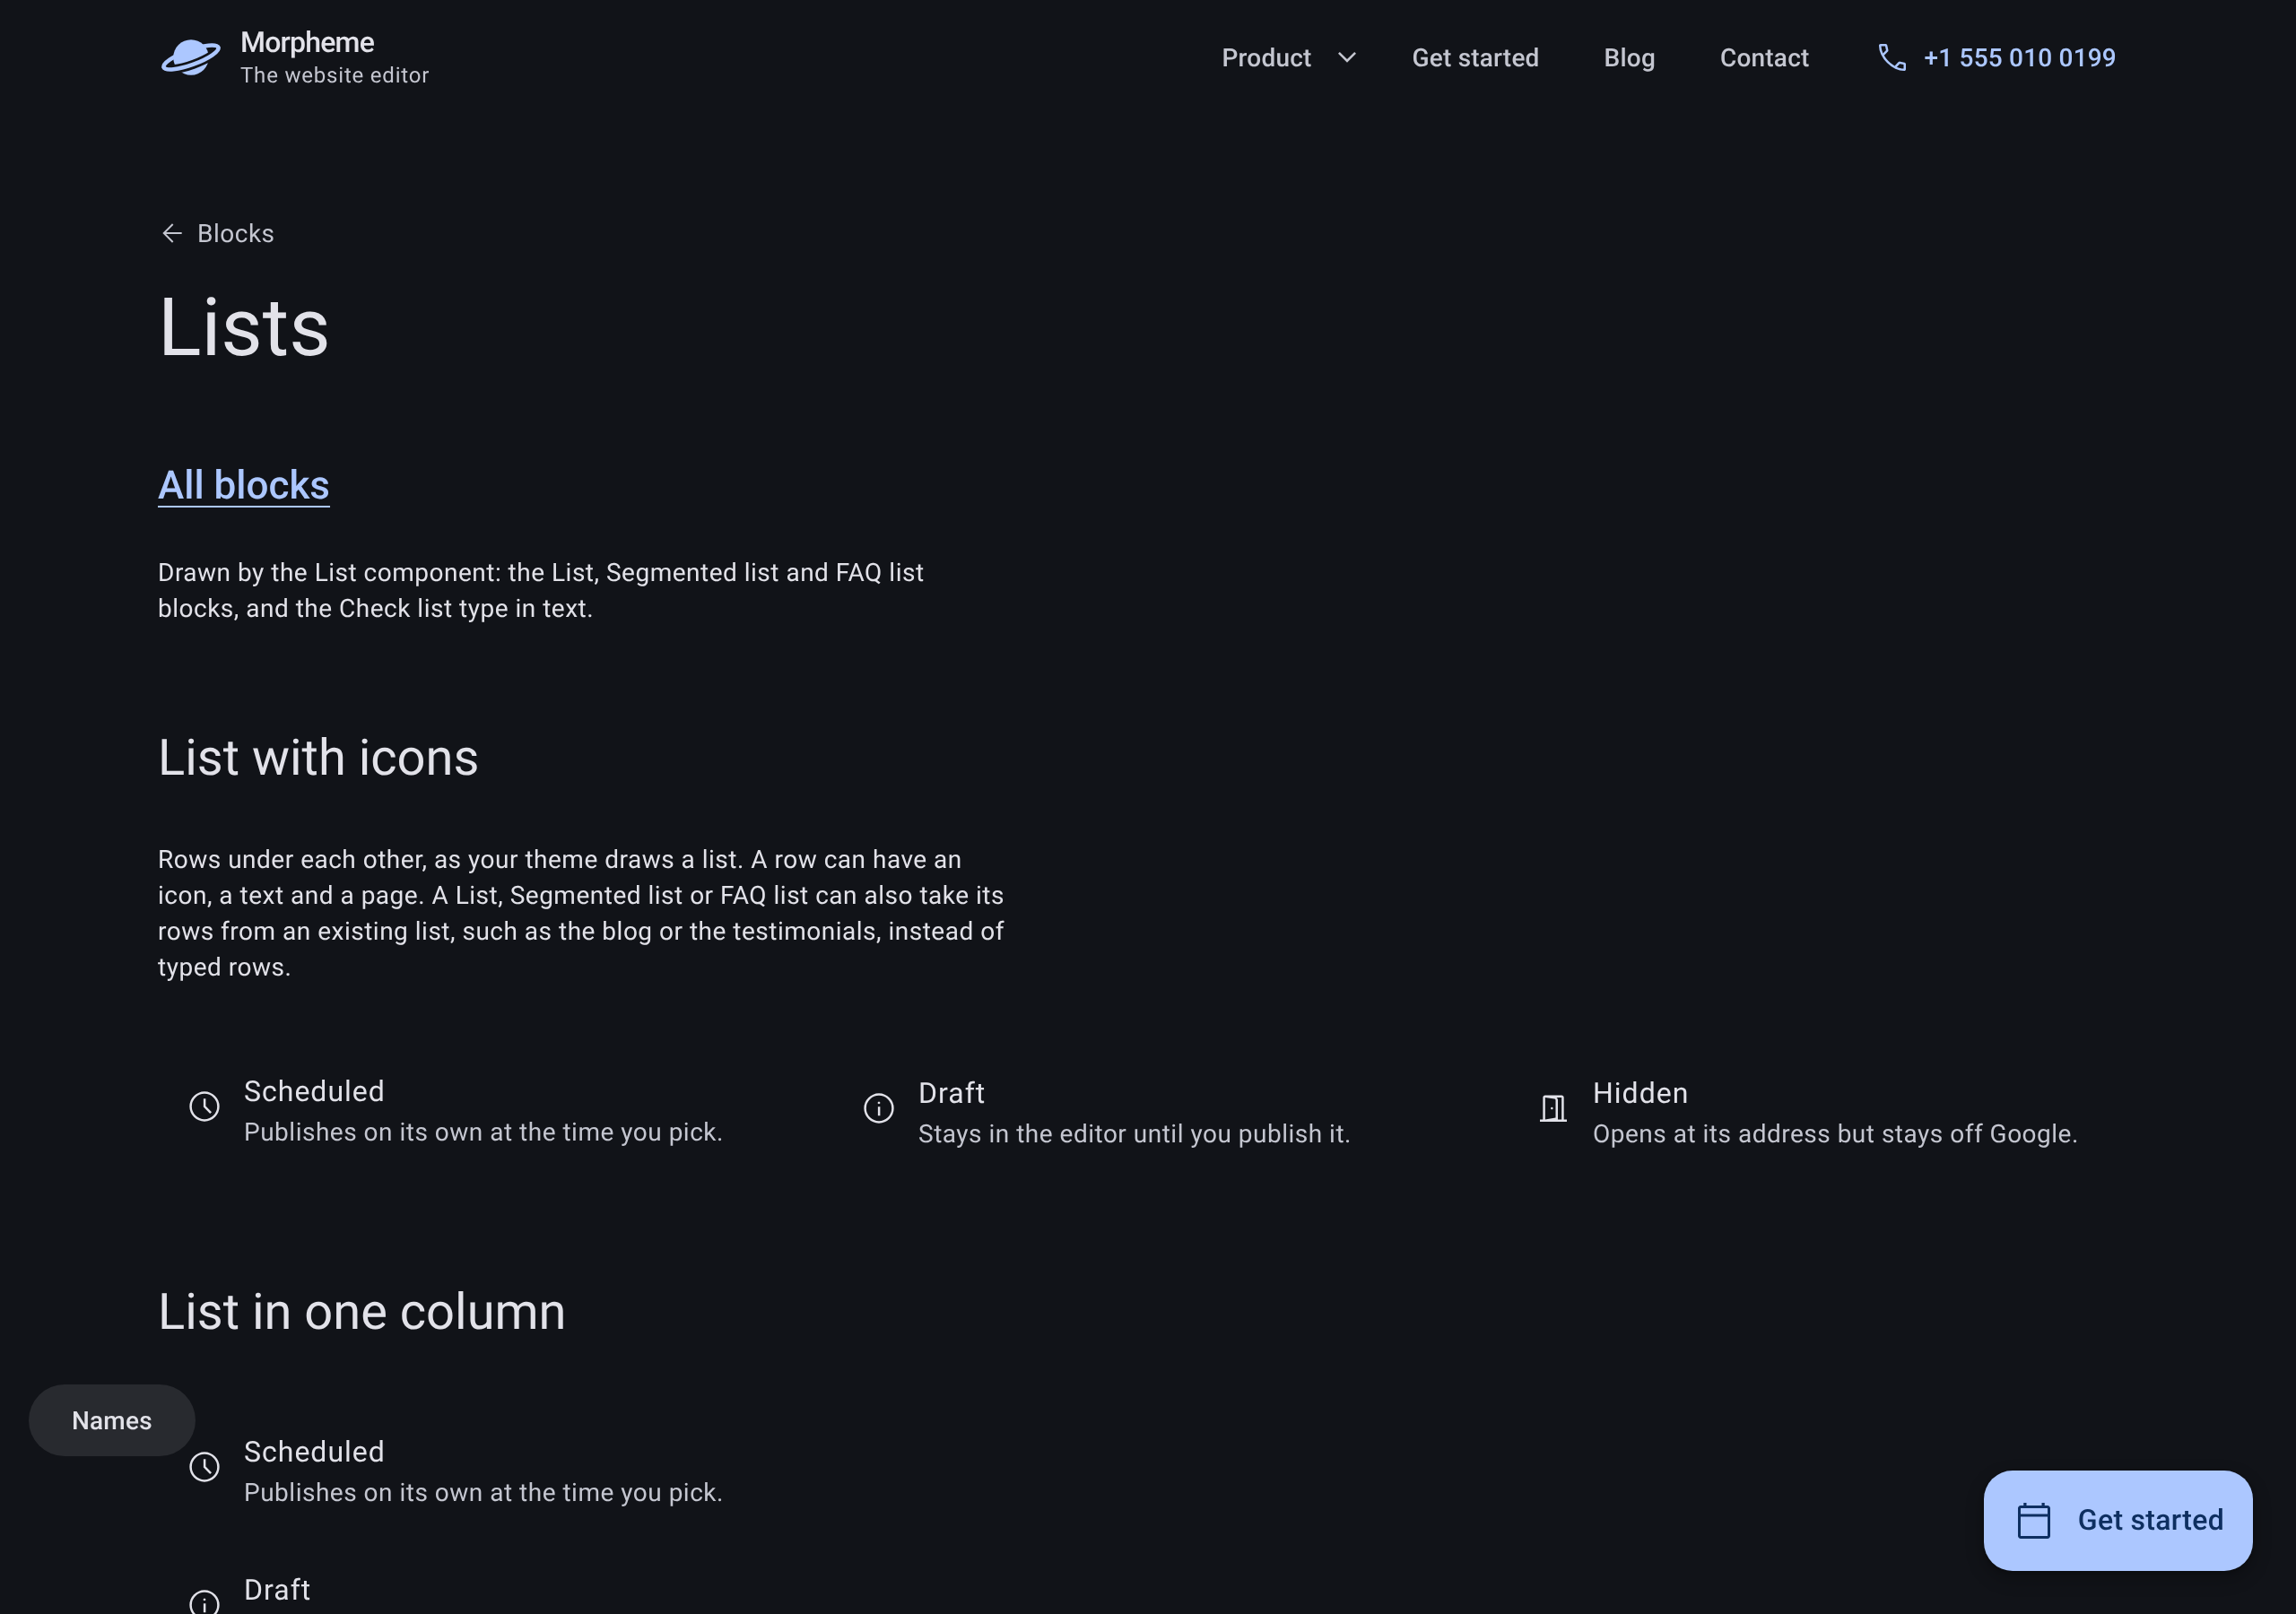 Morpheme
The website editor
Product
Get started
Blog
Contact
+1 555 010 0199
Blocks
Lists
All blocks
Drawn by the List component: the List, Segmented list and FAQ list
blocks, and the Check list type in text.
List with icons
Rows under each other, as your theme draws a list. A row can have an
icon, a text and a page. A List, Segmented list or FAQ list can also take its
rows from an existing list, such as the blog or the testimonials, instead of
typed rows.
Scheduled
Publishes on its own at the time you pick.
Draft
Stays in the editor until you publish it.
Hidden
Opens at its address but stays off Google.
List in one column
Names
Scheduled
Publishes on its own at the time you pick.
Get started
Draft